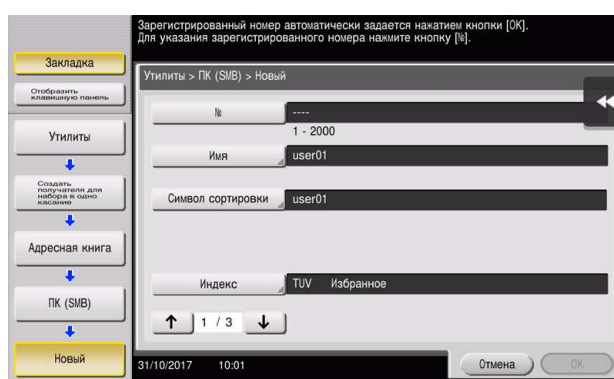 Зарегистрированный номер автоматически задается нажатием кнопки [OK].
Для указания зарегистрированного номера нажмите кнопку [№].
Закладка
Отобразить
клавишную панель
Утилиты
Создать
получателя для
набора в одно
касание
Адресная книга
ПК (SMB)
Новый
Утилиты > ПК (SMB) > Новый
№
----
1 - 2000
Имя
user01
Символ сортировки
user01
Индекс
TUV Избранное
1 / 3
31/10/2017 10:01
Отмена
OK